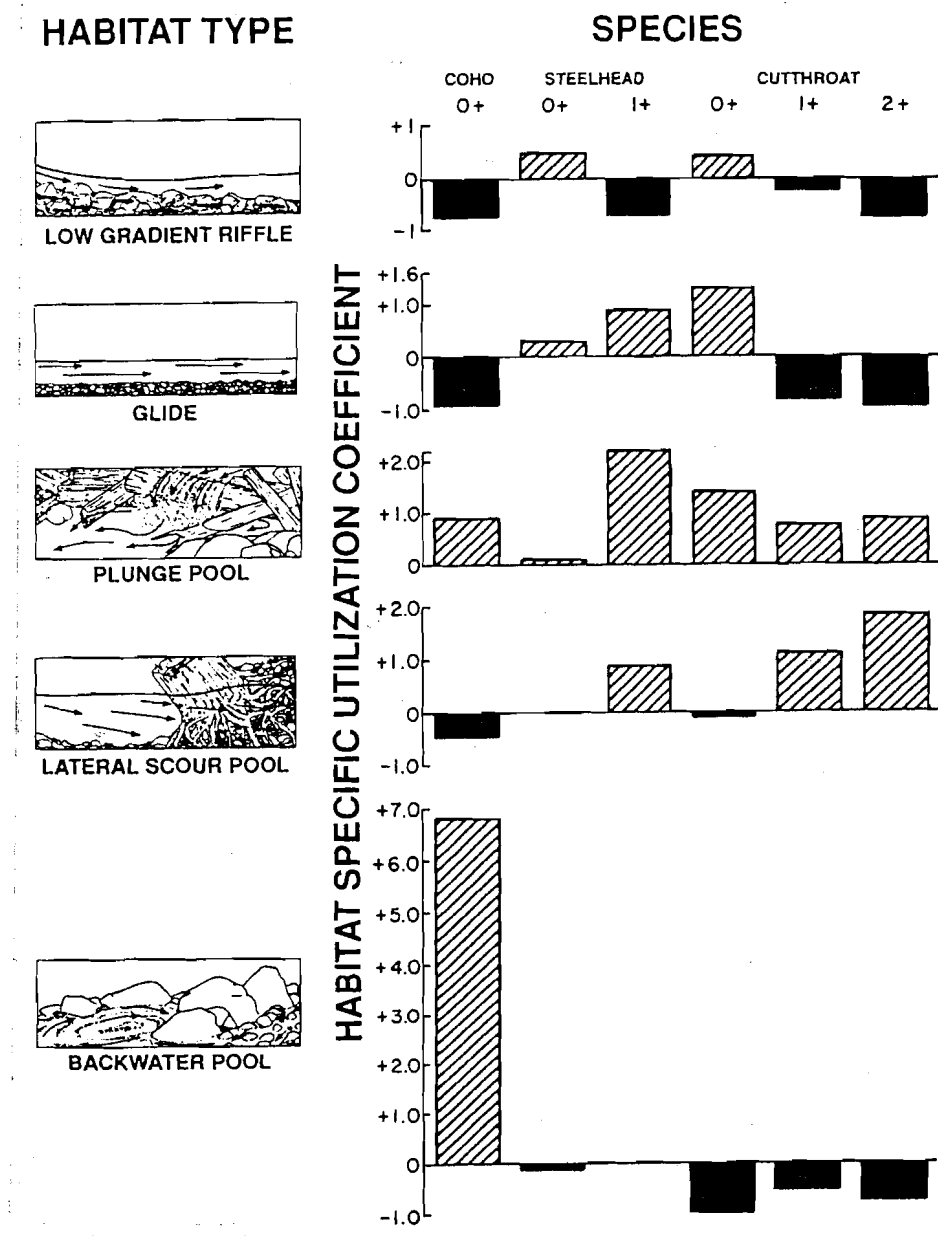 HABITAT TYPE
SPECIES
COHO STEELHEAD CUTTHROAT
0+ 0+ 1+ 0+ 1+ 2+
+1
0
-1
LOW GRADIENT RIFFLE
HABITAT SPECIFIC UTILIZATION COEFFICIENT
+1.6
+1.0
0
-1.0
GLIDE
+2.0
+1.0
0
PLUNGE POOL
+2.0
+1.0
0
-1.0
LATERAL SCOUR POOL
+7.0
+6.0
+5.0
+4.0
+3.0
+2.0
+1.0
0
-1.0
BACKWATER POOL